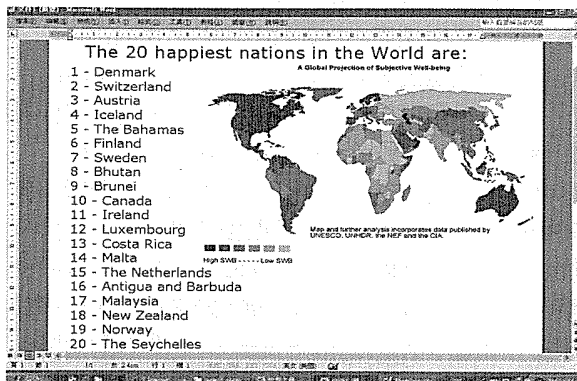 The 20 happiest nations in the World are:
A Global Projection of Subjective Well-being
1 - Denmark
2 - Switzerland
3 - Austria
4 - Iceland
5 - The Bahamas
6 - Finland
7 - Sweden
8 - Bhutan
9 - Brunei
10 - Canada
11 - Ireland
12 - Luxembourg
13 - Costa Rica
14 - Malta
15 - The Netherlands
16 - Antigua and Barbuda
17 - Malaysia
18 - New Zealand
19 - Norway
20 - The Seychelles
Map and further analysis incorporates data published by
UNESCO, UNHDR, the NEF and the CIA.
High SWB ----- Low SWB